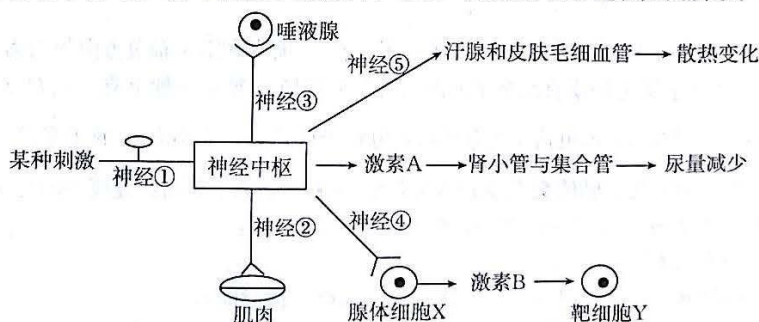 唾液腺
神经⑤
汗腺和皮肤毛细血管
散热变化
神经③
某种刺激
神经①
神经中枢
激素A
肾小管与集合管
尿量减少
神经②
神经④
肌肉
腺体细胞X
激素B
靶细胞Y